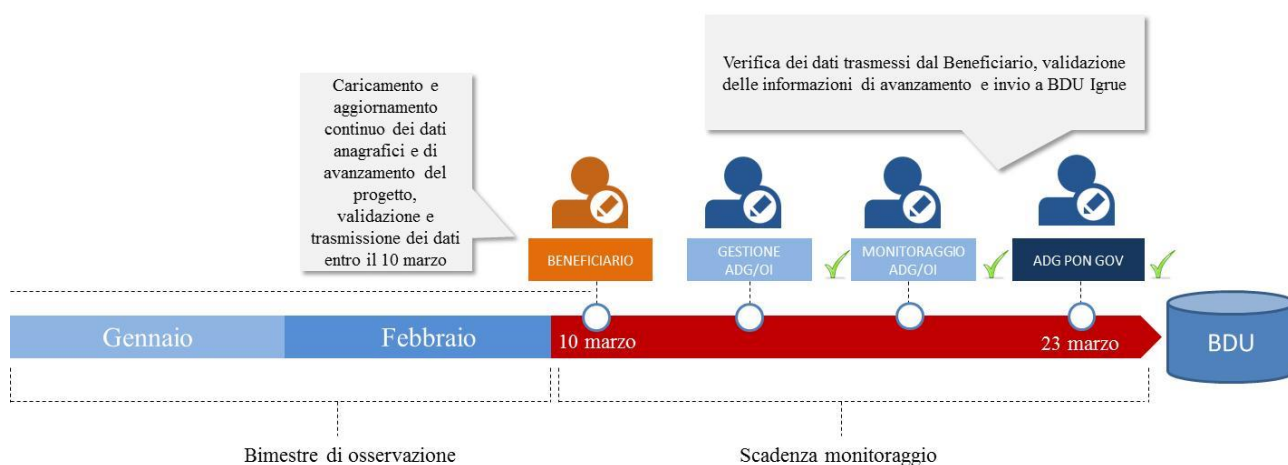 Caricamento e
aggiornamento
continuo dei dati
anagrafici e di
avanzamento del
progetto,
validazione e
trasmissione dei dati
entro il 10 marzo
Verifica dei dati trasmessi dal Beneficiario, validazione
delle informazioni di avanzamento e invio a BDU Igrue
BENEFICIARIO
GESTIONE
ADG/OI
MONITORAGGIO
ADG/OI
ADG PON GOV
Gennaio
Febbraio
10 marzo
23 marzo
BDU
Bimestre di osservazione
Scadenza monitoraggio